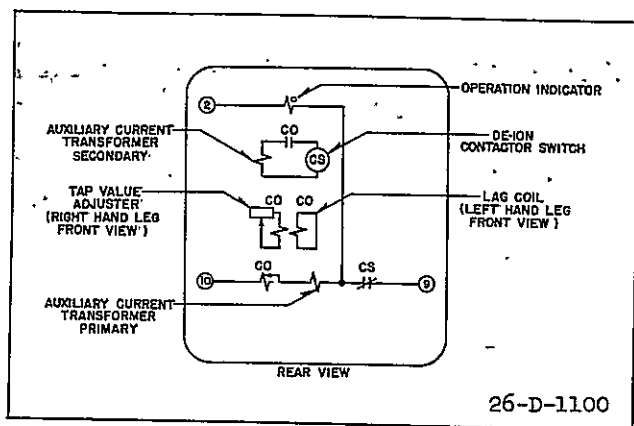 ② OPERATION INDICATOR
CO
AUXILIARY CURRENT
TRANSFORMER
SECONDARY
CS
DE-ION
CONTACTOR SWITCH
TAP VALUE
ADJUSTER
(RIGHT HAND LEG
FRONT VIEW)
CO CO
LAG COIL
(LEFT HAND LEG
FRONT VIEW)
⑩ CO CS ⑨
AUXILIARY CURRENT
TRANSFORMER
PRIMARY
REAR VIEW
26-D-1100